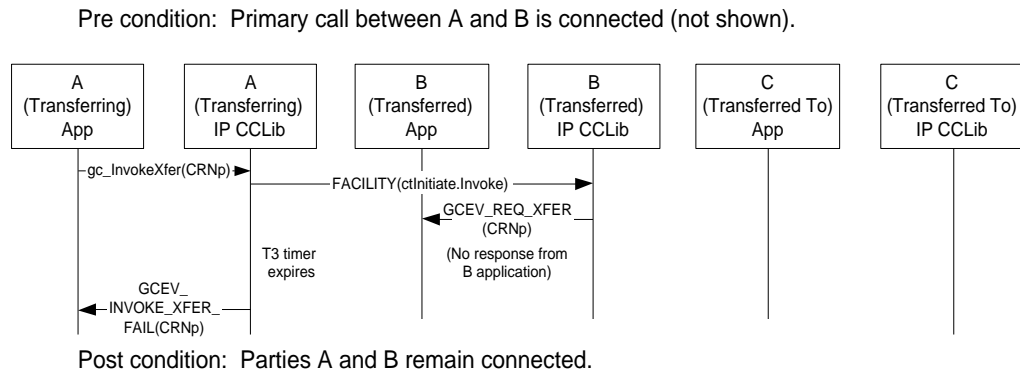 Pre condition:  Primary call between A and B is connected (not shown).
A
(Transferring)
App
A
(Transferring)
IP CCLib
B
(Transferred)
App
B
(Transferred)
IP CCLib
C
(Transferred To)
App
C
(Transferred To)
IP CCLib
gc_InvokeXfer(CRNp)
FACILITY(ctInitiate.Invoke)
GCEV_REQ_XFER
(CRNp)
T3 timer
expires
(No response from
B application)
GCEV_
INVOKE_XFER_
FAIL(CRNp)
Post condition:  Parties A and B remain connected.